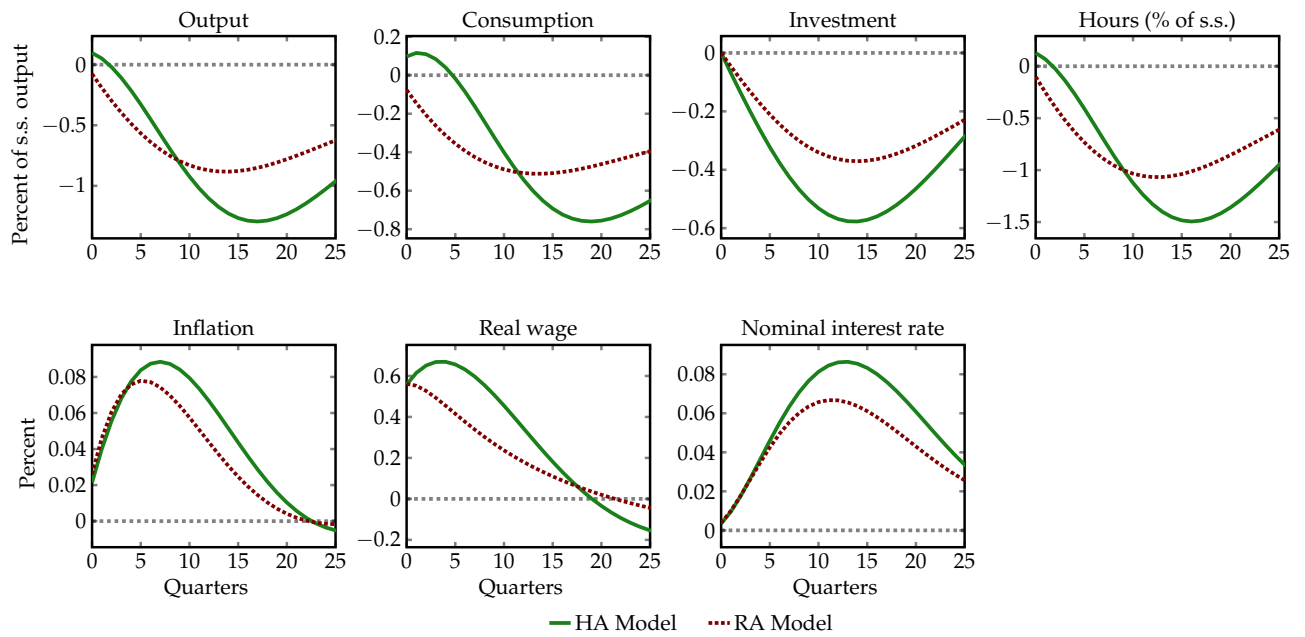 Output
Consumption
Investment
Hours (% of s.s.)
Percent of s.s. output
0
−0.5
−1
0 5 10 15 20 25
0.2
0
−0.2
−0.4
−0.6
−0.8
0 5 10 15 20 25
0
−0.2
−0.4
−0.6
0 5 10 15 20 25
0
−0.5
−1
−1.5
0 5 10 15 20 25
Inflation
Real wage
Nominal interest rate
Percent
0.08
0.06
0.04
0.02
0
0 5 10 15 20 25
Quarters
0.6
0.4
0.2
0
−0.2
0 5 10 15 20 25
Quarters
0.08
0.06
0.04
0.02
0
0 5 10 15 20 25
Quarters
HA Model
RA Model